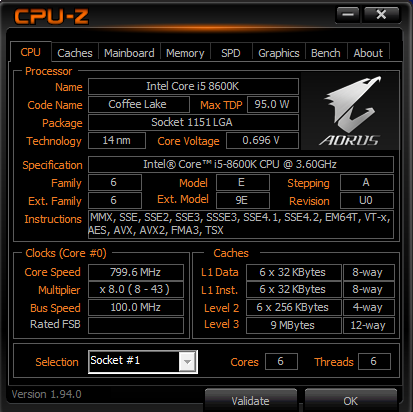 CPU-Z
CPU Caches Mainboard Memory SPD Graphics Bench About
Processor
Name Intel Core i5 8600K
Code Name Coffee Lake Max TDP 95.0 W
Package Socket 1151 LGA
Technology 14 nm Core Voltage 0.696 V
AORUS
Specification Intel® Core™ i5-8600K CPU @ 3.60GHz
Family 6 Model E Stepping A
Ext. Family 6 Ext. Model 9E Revision U0
Instructions MMX, SSE, SSE2, SSE3, SSSE3, SSE4.1, SSE4.2, EM64T, VT-x,
AES, AVX, AVX2, FMA3, TSX
Clocks (Core #0) Caches
Core Speed 799.6 MHz L1 Data 6 x 32 KBytes 8-way
Multiplier x 8.0 ( 8 - 43 ) L1 Inst. 6 x 32 KBytes 8-way
Bus Speed 100.0 MHz Level 2 6 x 256 KBytes 4-way
Rated FSB Level 3 9 MBytes 12-way
Selection Socket #1 Cores 6 Threads 6
Version 1.94.0 Validate OK